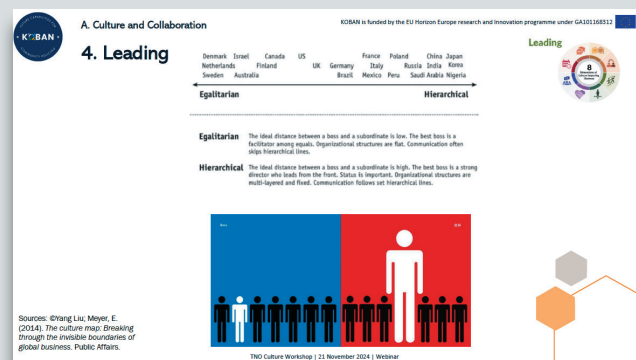 KOBAN
A. Culture and Collaboration
KOBAN is funded by the EU Horizon Europe research and Innovation programme under GA101168312
4. Leading
Leading
8
Denmark Israel Canada US France Poland China Japan
Netherlands Finland UK Germany Italy Russia India Korea
Sweden Australia Brazil Mexico Peru Saudi Arabia Nigeria
Egalitarian Hierarchical
Egalitarian The ideal distance between a boss and a subordinate is low. The best boss is a
facilitator among equals. Organizational structures are flat. Communication often
skips hierarchical lines.
Hierarchical The ideal distance between a boss and a subordinate is high. The best boss is a strong
director who leads from the front. Status is important. Organizational structures are
multi-layered and fixed. Communication follows set hierarchical lines.
Sources: ©Yang Liu; Meyer, E.
(2014). The culture map: Breaking
through the invisible boundaries of
global business. Public Affairs.
TNO Culture Workshop | 21 November 2024 | Webinar